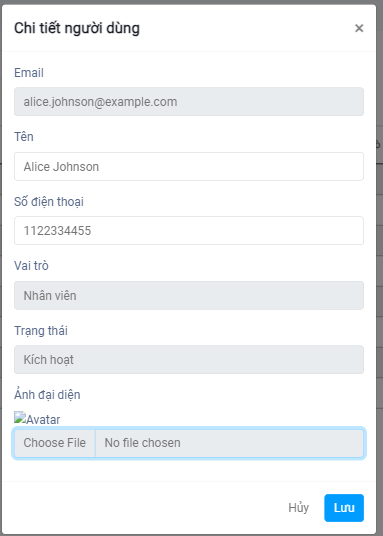 Chi tiết người dùng ×
Email
alice.johnson@example.com
Tên
Alice Johnson
Số điện thoại
1122334455
Vai trò
Nhân viên
Trạng thái
Kích hoạt
Ảnh đại diện
Avatar
Choose File No file chosen
Hủy Lưu